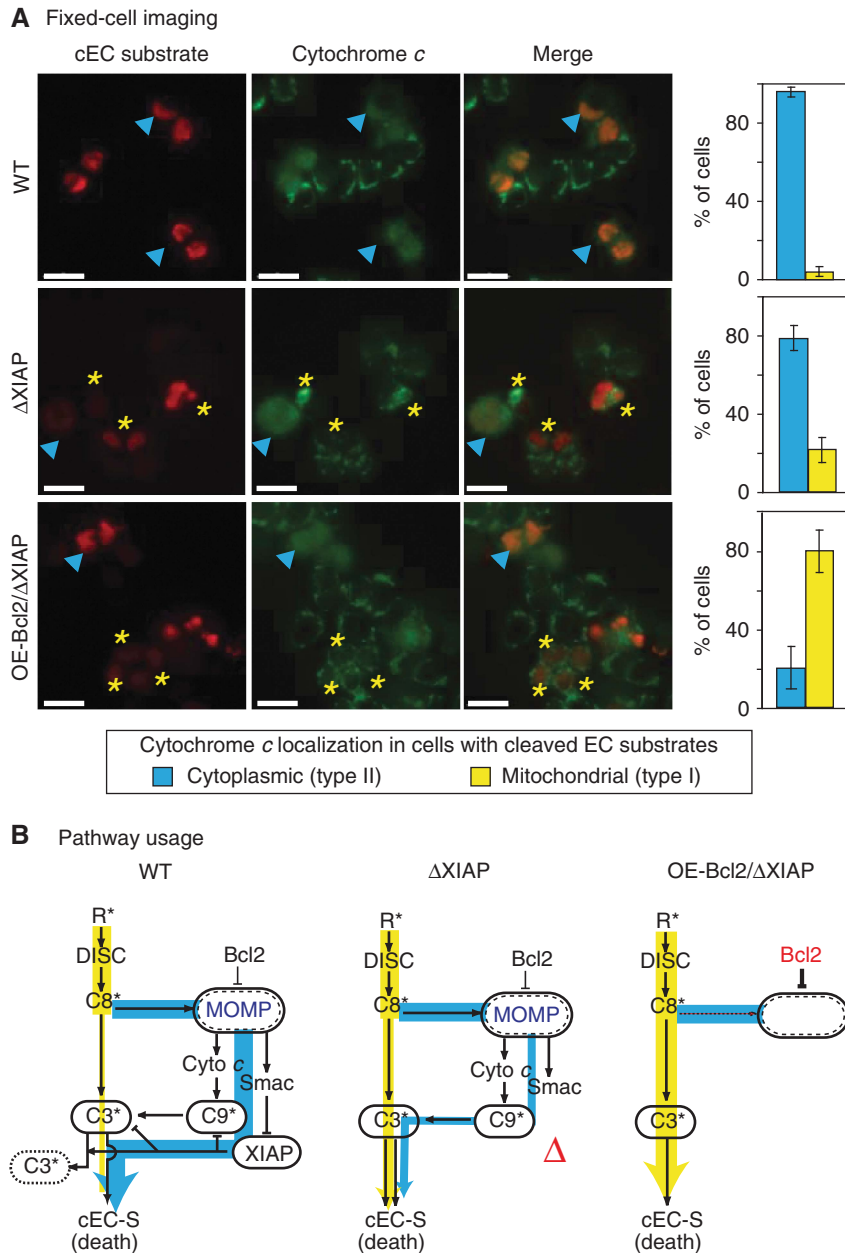 A Fixed-cell imaging
cEC substrate Cytochrome c Merge
WT
80
40
0
% of cells
ΔXIAP
* * *
* * *
* * *
80
40
0
% of cells
OE-Bcl2/ΔXIAP
* * *
* * *
* * *
80
40
0
% of cells
Cytochrome c localization in cells with cleaved EC substrates
Cytoplasmic (type II) Mitochondrial (type I)
B Pathway usage
WT ΔXIAP OE-Bcl2/ΔXIAP
R*
DISC
C8*
Bcl2
MOMP
Cyto c
Smac
C3*
C9*
XIAP
C3*
cEC-S
(death)
R*
DISC
C8*
Bcl2
MOMP
Cyto c
Smac
C3*
C9*
Δ
cEC-S
(death)
R*
DISC
C8*
Bcl2
C3*
cEC-S
(death)